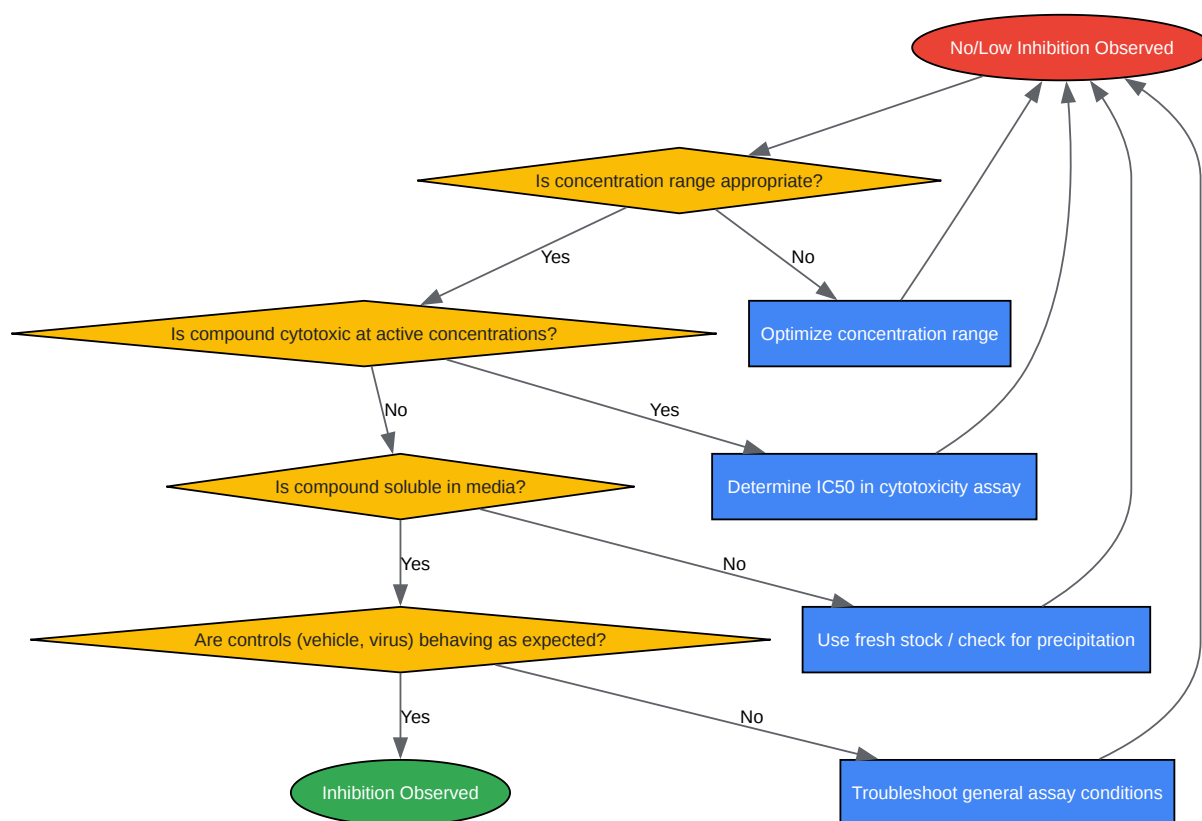 No/Low Inhibition Observed
Is concentration range appropriate?
Yes
No
Is compound cytotoxic at active concentrations?
Optimize concentration range
No
Yes
Is compound soluble in media?
Determine IC50 in cytotoxicity assay
Yes
No
Are controls (vehicle, virus) behaving as expected?
Use fresh stock / check for precipitation
Yes
No
Inhibition Observed
Troubleshoot general assay conditions